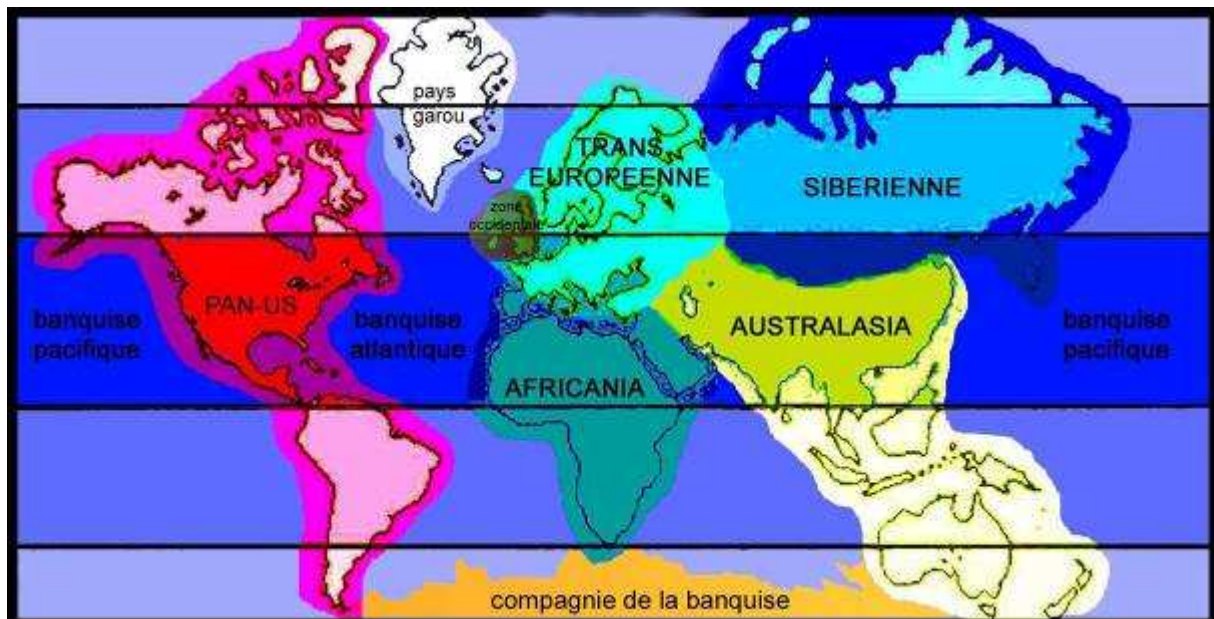 pays
garou
TRANS
EUROPEENNE
SIBERIENNE
zone
occidentale
PAN-US
banquise
pacifique
banquise
atlantique
AFRICANIA
AUSTRALASIA
banquise
pacifique
compagnie de la banquise